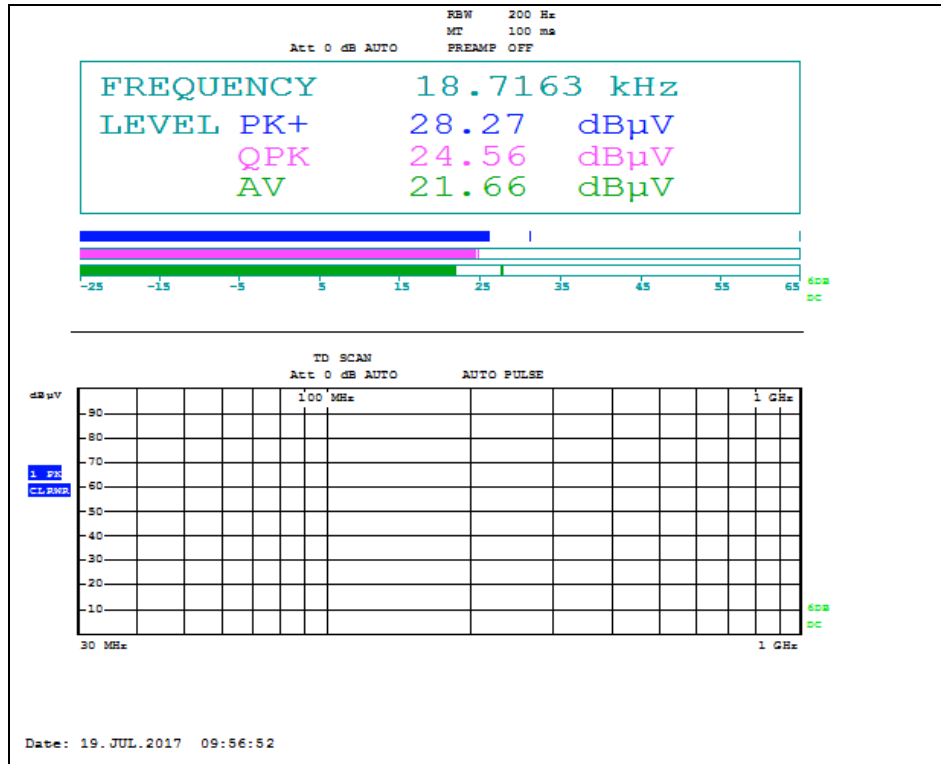 RBW 200 Hz
MT 100 ms
Att 0 dB AUTO PREAMP OFF
FREQUENCY 18.7163 kHz
LEVEL PK+ 28.27 dBµV
QPK 24.56 dBµV
AV 21.66 dBµV
-25 -15 -5 5 15 25 35 45 55 65
6DB
DC
TD SCAN
Att 0 dB AUTO AUTO PULSE
dBµV
100 MHz 1 GHz
90
80
70
1 PK
60
CLRWR
50
40
30
20
10
6DB
DC
30 MHz 1 GHz
Date: 19.JUL.2017 09:56:52